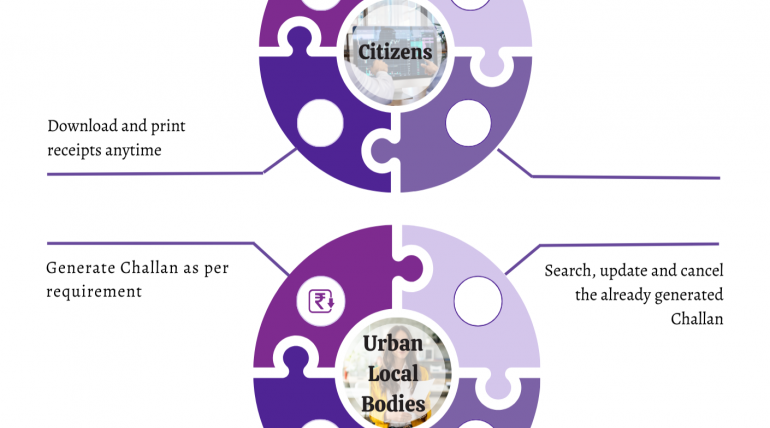 Citizens
Download and print
receipts anytime
Generate Challan as per
requirement
Search, update and cancel
the already generated
Challan
₹
Urban
Local
Bodies